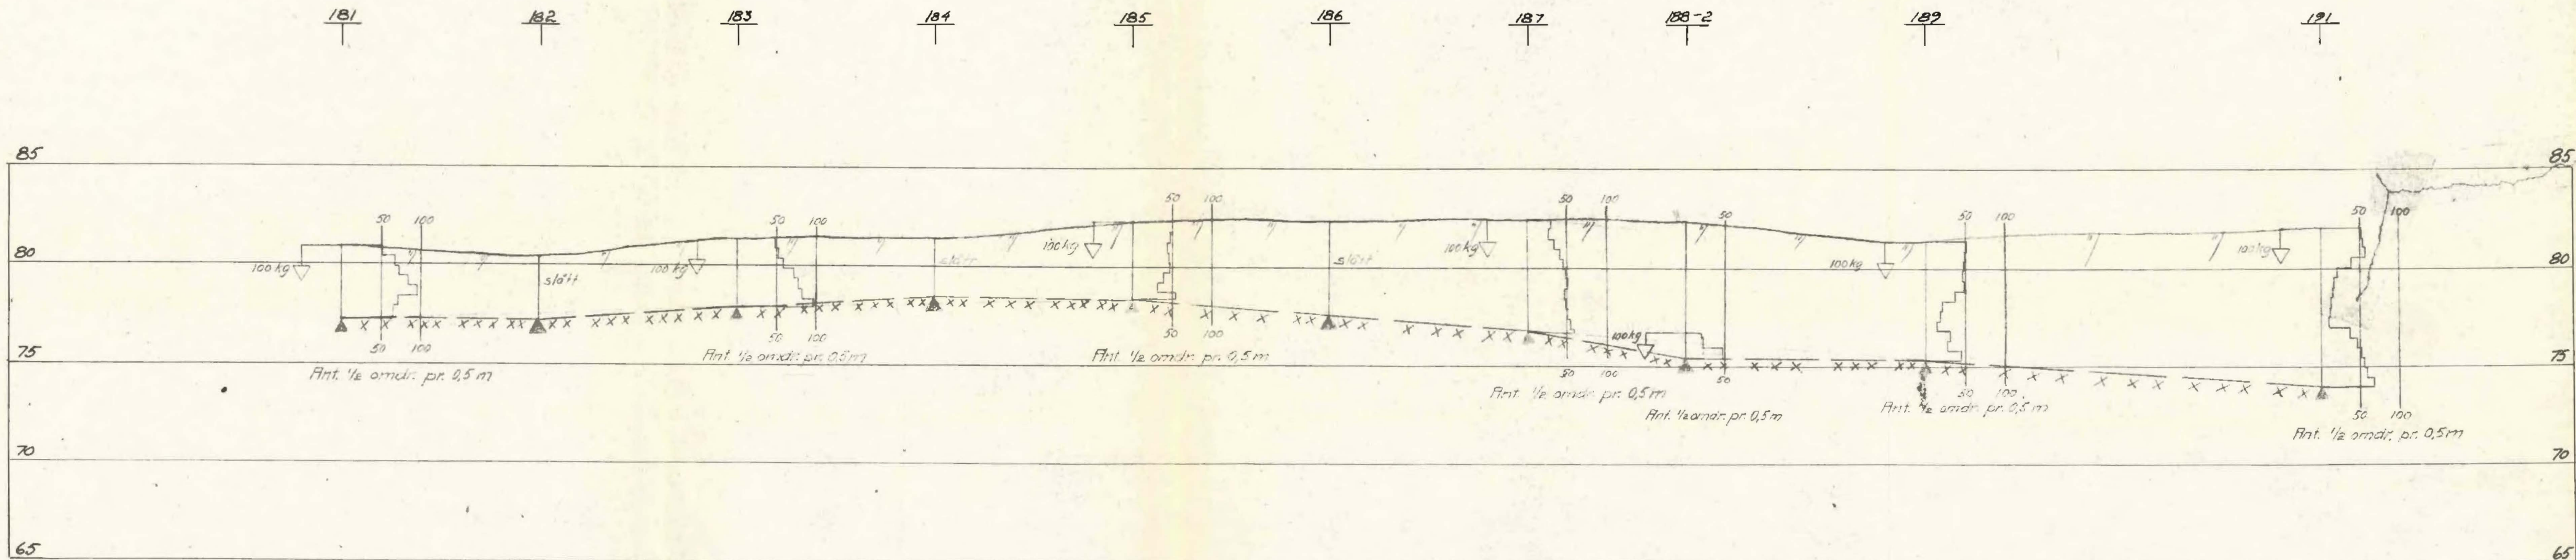 181 182 183 184 185 186 187 188-2 189 191
85 85
50 100 50 100 50 100 50 100 50 50 100 50 100
80 80
100 kg slått 100 kg slått 100 kg slått 100 kg 100 kg 100 kg
100 kg
50 100 50 100 50 100 50 100 50 50 100 50 100
75 75
Ant. 1/2 omdr. pr. 0,5 m
Ant. 1/2 omdr. pr. 0,5 m
Ant. 1/2 omdr. pr. 0,5 m
Ant. 1/2 omdr. pr. 0,5 m
Ant. 1/2 omdr. pr. 0,5 m
Ant. 1/2 omdr. pr. 0,5 m
Ant. 1/2 omdr. pr. 0,5 m
70 70
65 65